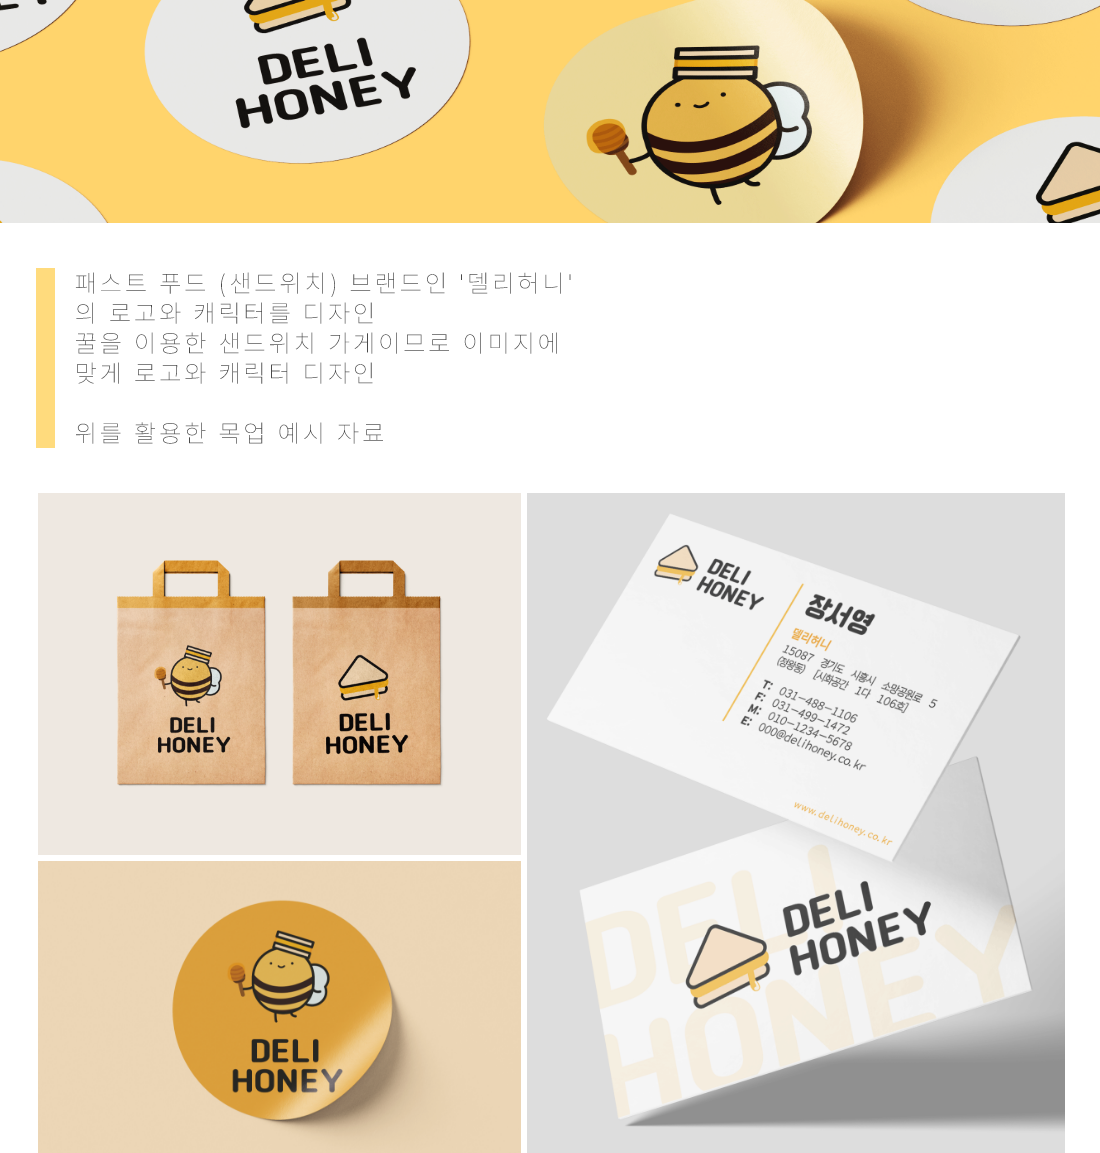 DELI
HONEY
패스트 푸드 (샌드위치) 브랜드인 '델리허니'
의 로고와 캐릭터를 디자인
꿀을 이용한 샌드위치 가게이므로 이미지에
맞게 로고와 캐릭터 디자인
위를 활용한 목업 예시 자료
DELI
HONEY
DELI
HONEY
DELI
HONEY
DELI
HONEY
장서영
델리허니
15087 경기도 시흥시 소망공원로 5
(정왕동) [시화공간 1다 106호]
T: 031-488-1106
F: 031-499-1472
M: 010-1234-5678
E: 000@delihoney.co.kr
www.delihoney.co.kr
DELI
HONEY
DELI
HONEY